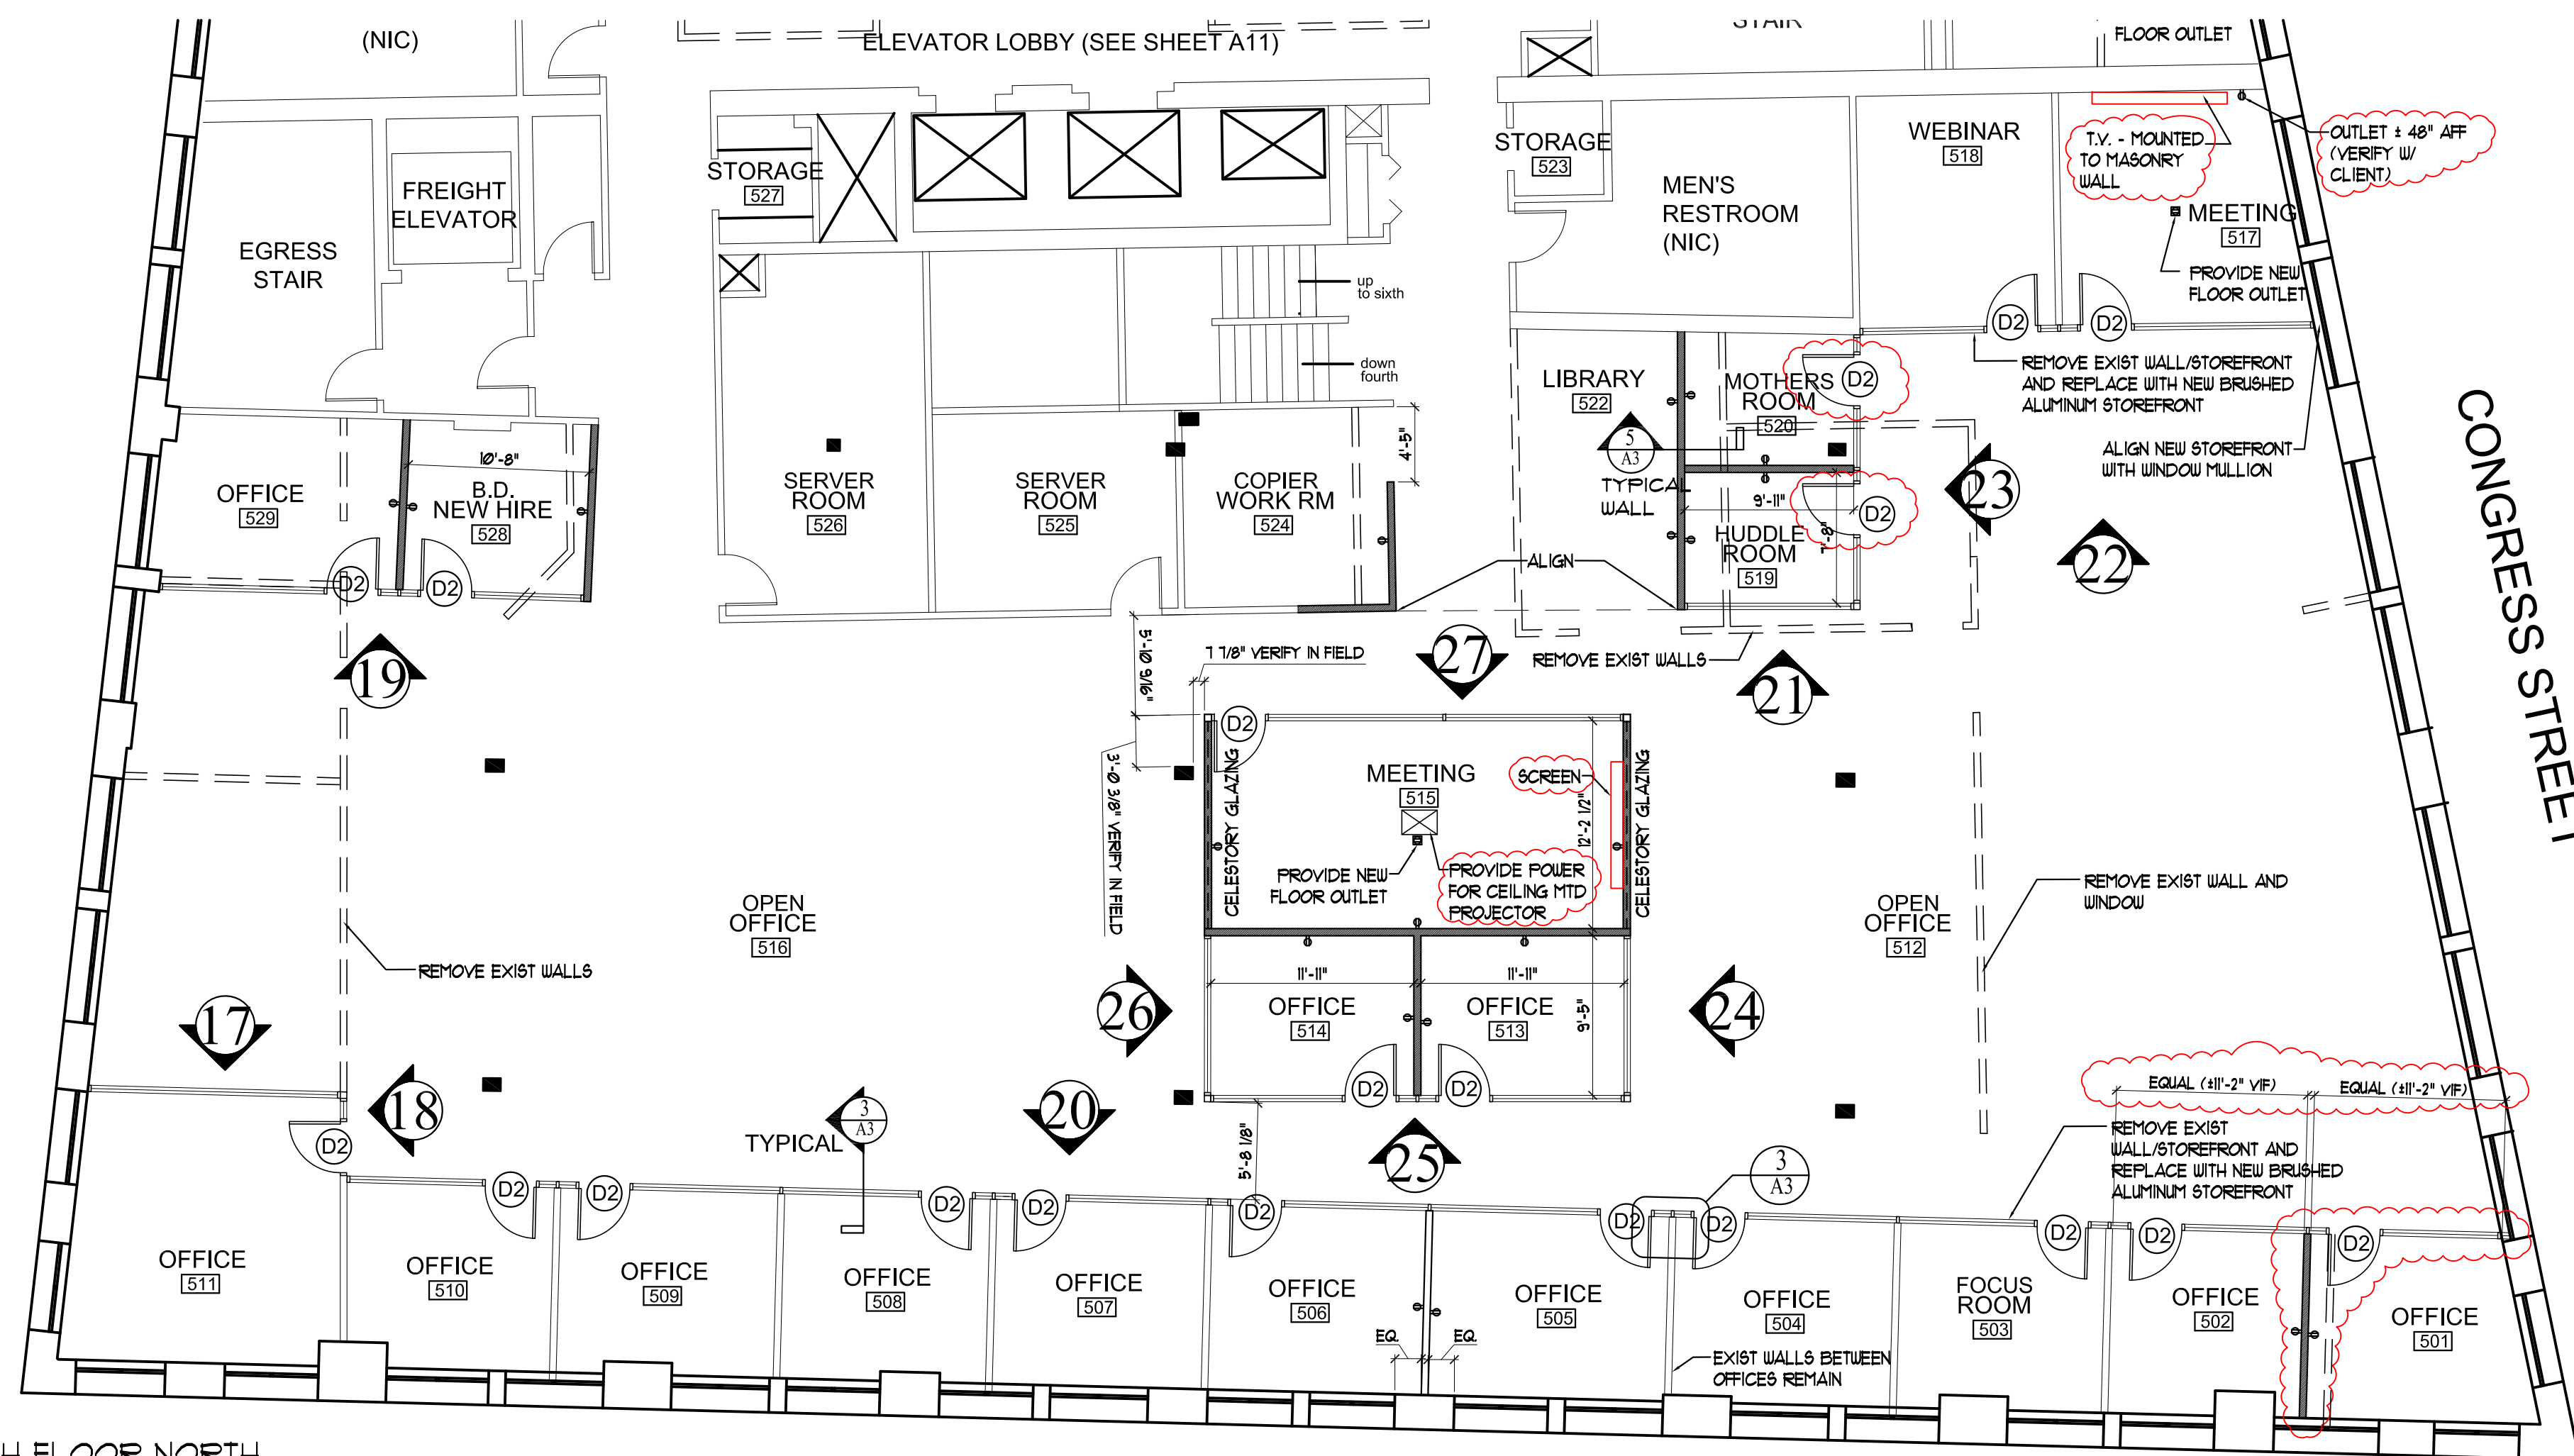 (NIC)
ELEVATOR LOBBY (SEE SHEET A11)
STAIR
FLOOR OUTLET
EGRESS
STAIR
FREIGHT
ELEVATOR
STORAGE
527
STORAGE
523
MEN'S
RESTROOM
(NIC)
WEBINAR
518
T.V. - MOUNTED
TO MASONRY
WALL
OUTLET ± 48" AFF
(VERIFY W/
CLIENT)
MEETING
517
PROVIDE NEW
FLOOR OUTLET
up
to sixth
down
fourth
D2
D2
REMOVE EXIST WALL/STOREFRONT
AND REPLACE WITH NEW BRUSHED
ALUMINUM STOREFRONT
ALIGN NEW STOREFRONT
WITH WINDOW MULLION
CONGRESS STREET
LIBRARY
522
MOTHERS
ROOM
520
D2
5
A3
TYPICAL
WALL
9'-11"
7'-8"
D2
HUDDLE
ROOM
519
23
22
4'-5"
OFFICE
529
10'-8"
B.D.
NEW HIRE
528
D2
D2
SERVER
ROOM
526
SERVER
ROOM
525
COPIER
WORK RM
524
ALIGN
19
5'-10 9/16"
7 7/8" VERIFY IN FIELD
27
REMOVE EXIST WALLS
21
3'-0 3/8" VERIFY IN FIELD
D2
CELESTORY GLAZING
MEETING
515
SCREEN
12'-2 1/2"
CELESTORY GLAZING
PROVIDE NEW
FLOOR OUTLET
PROVIDE POWER
FOR CEILING MTD
PROJECTOR
OPEN
OFFICE
516
OPEN
OFFICE
512
REMOVE EXIST WALL AND
WINDOW
REMOVE EXIST WALLS
17
18
26
11'-11"
11'-11"
OFFICE
514
OFFICE
513
9'-5"
24
D2
D2
EQUAL (±11'-2" VIF)
EQUAL (±11'-2" VIF)
REMOVE EXIST
WALL/STOREFRONT AND
REPLACE WITH NEW BRUSHED
ALUMINUM STOREFRONT
TYPICAL
3
A3
20
5'-8 1/8"
25
3
A3
D2
D2
D2
D2
D2
D2
D2
D2
D2
D2
D2
OFFICE
511
OFFICE
510
OFFICE
509
OFFICE
508
OFFICE
507
OFFICE
506
OFFICE
505
OFFICE
504
FOCUS
ROOM
503
OFFICE
502
OFFICE
501
EQ.
EQ.
EXIST WALLS BETWEEN
OFFICES REMAIN
H FLOOR NORTH